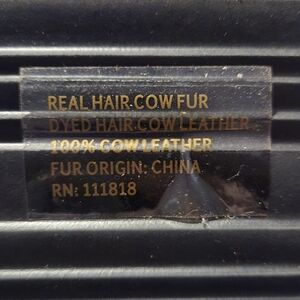 REAL HAIR COW FUR
DYED HAIR COW LEATHER
100% COW LEATHER
FUR ORIGIN: CHINA
RN: 111818